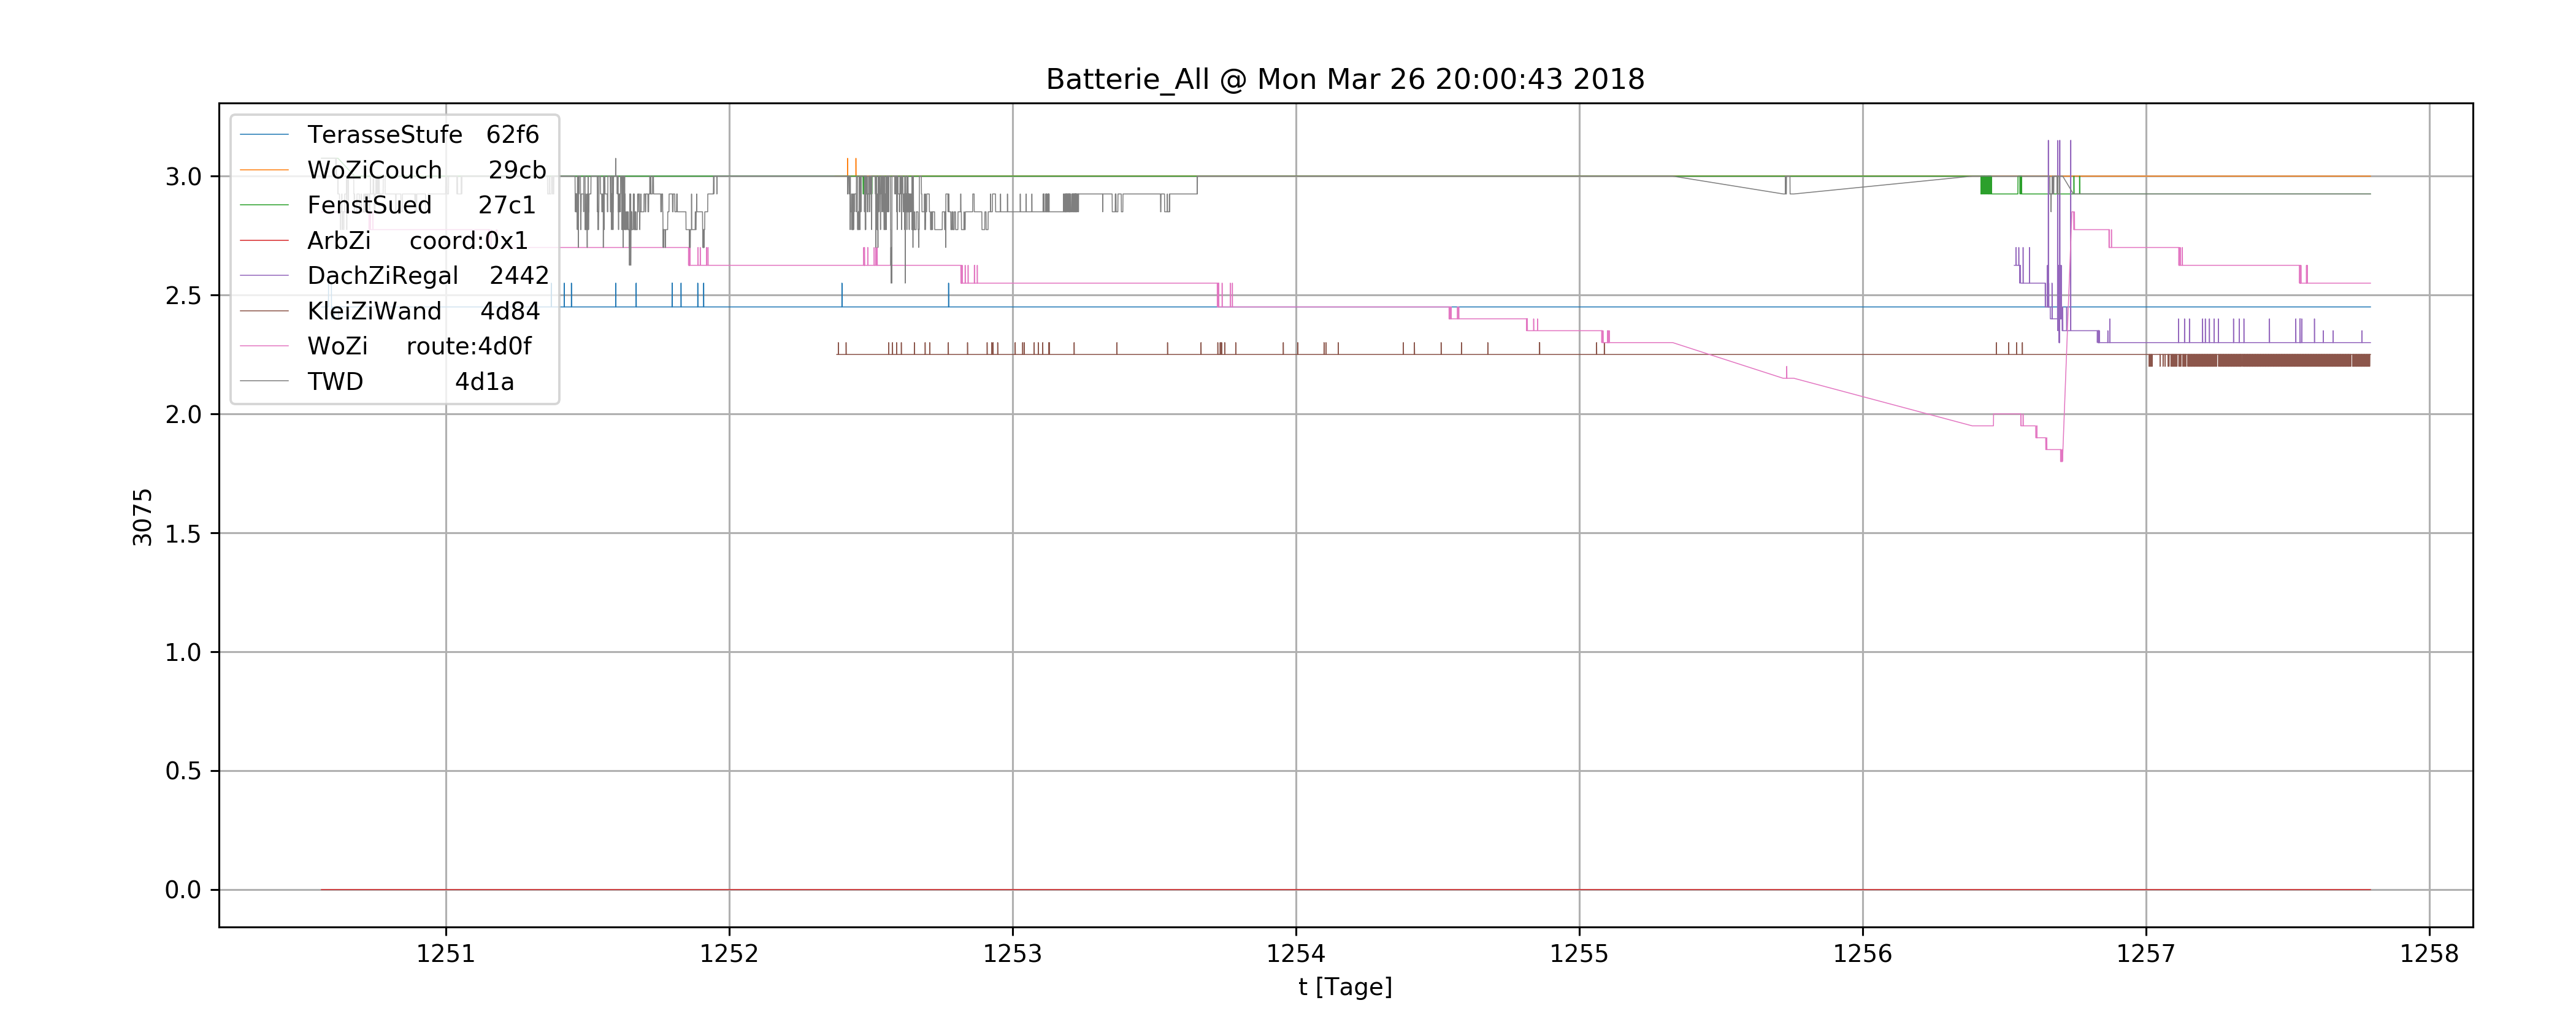 Batterie_All @ Mon Mar 26 20:00:43 2018
TerasseStufe 62f6
WoZiCouch 29cb
FenstSued 27c1
ArbZi coord:0x1
DachZiRegal 2442
KleiZiWand 4d84
WoZi route:4d0f
TWD 4d1a
3075
3.0
2.5
2.0
1.5
1.0
0.5
0.0
1251 1252 1253 1254 1255 1256 1257 1258
t [Tage]